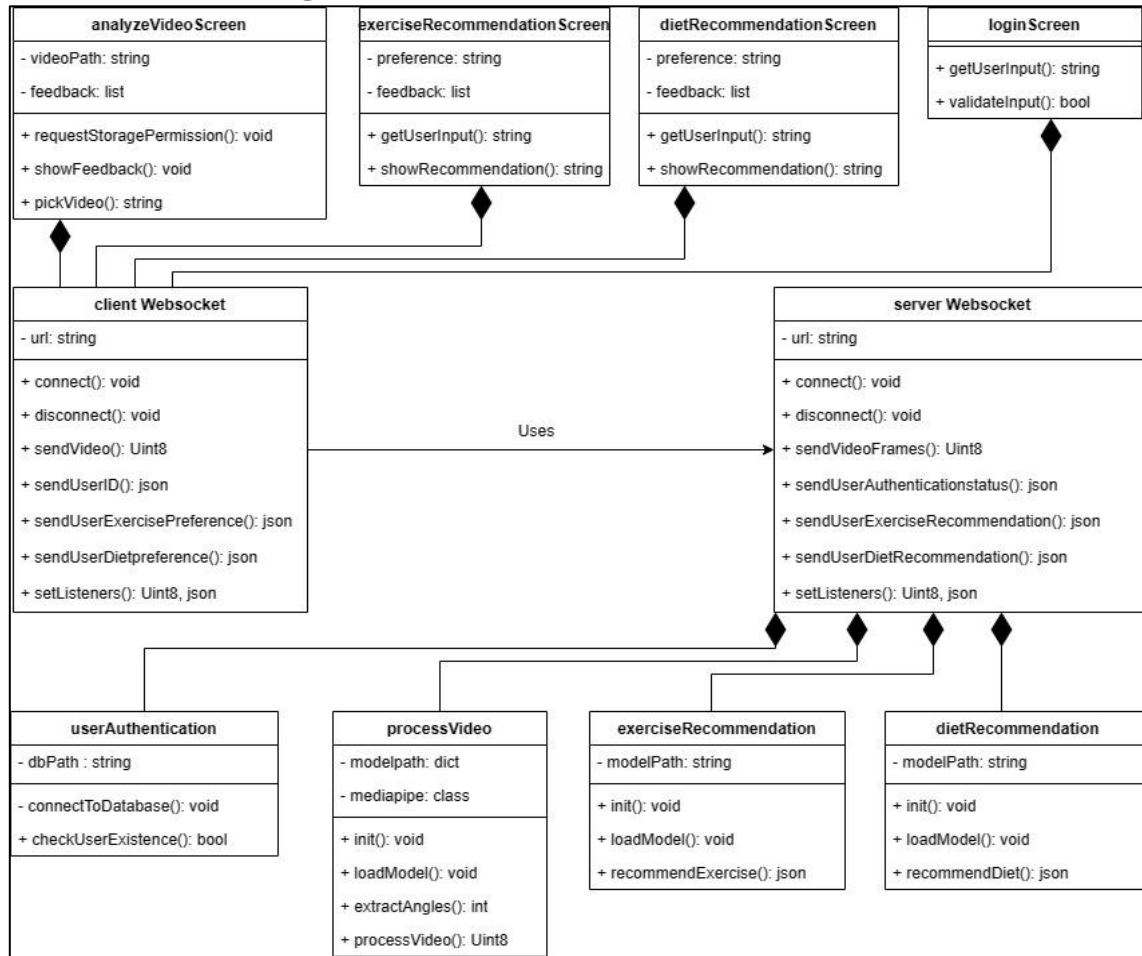 analyzeVideoScreen
- videoPath: string
- feedback: list
+ requestStoragePermission(): void
+ showFeedback(): void
+ pickVideo(): string
exerciseRecommendationScreen
- preference: string
- feedback: list
+ getUserInput(): string
+ showRecommendation(): string
dietRecommendationScreen
- preference: string
- feedback: list
+ getUserInput(): string
+ showRecommendation(): string
loginScreen
+ getUserInput(): string
+ validateInput(): bool
client Websocket
- url: string
+ connect(): void
+ disconnect(): void
+ sendVideo(): Uint8
+ sendUserID(): json
+ sendUserExercisePreference(): json
+ sendUserDietpreference(): json
+ setListeners(): Uint8, json
Uses
server Websocket
- url: string
+ connect(): void
+ disconnect(): void
+ sendVideoFrames(): Uint8
+ sendUserAuthenticationstatus(): json
+ sendUserExerciseRecommendation(): json
+ sendUserDietRecommendation(): json
+ setListeners(): Uint8, json
userAuthentication
- dbPath : string
- connectToDatabase(): void
+ checkUserExistence(): bool
processVideo
- modelpath: dict
- mediapipe: class
+ init(): void
+ loadModel(): void
+ extractAngles(): int
+ processVideo(): Uint8
exerciseRecommendation
- modelPath: string
+ init(): void
+ loadModel(): void
+ recommendExercise(): json
dietRecommendation
- modelPath: string
+ init(): void
+ loadModel(): void
+ recommendDiet(): json